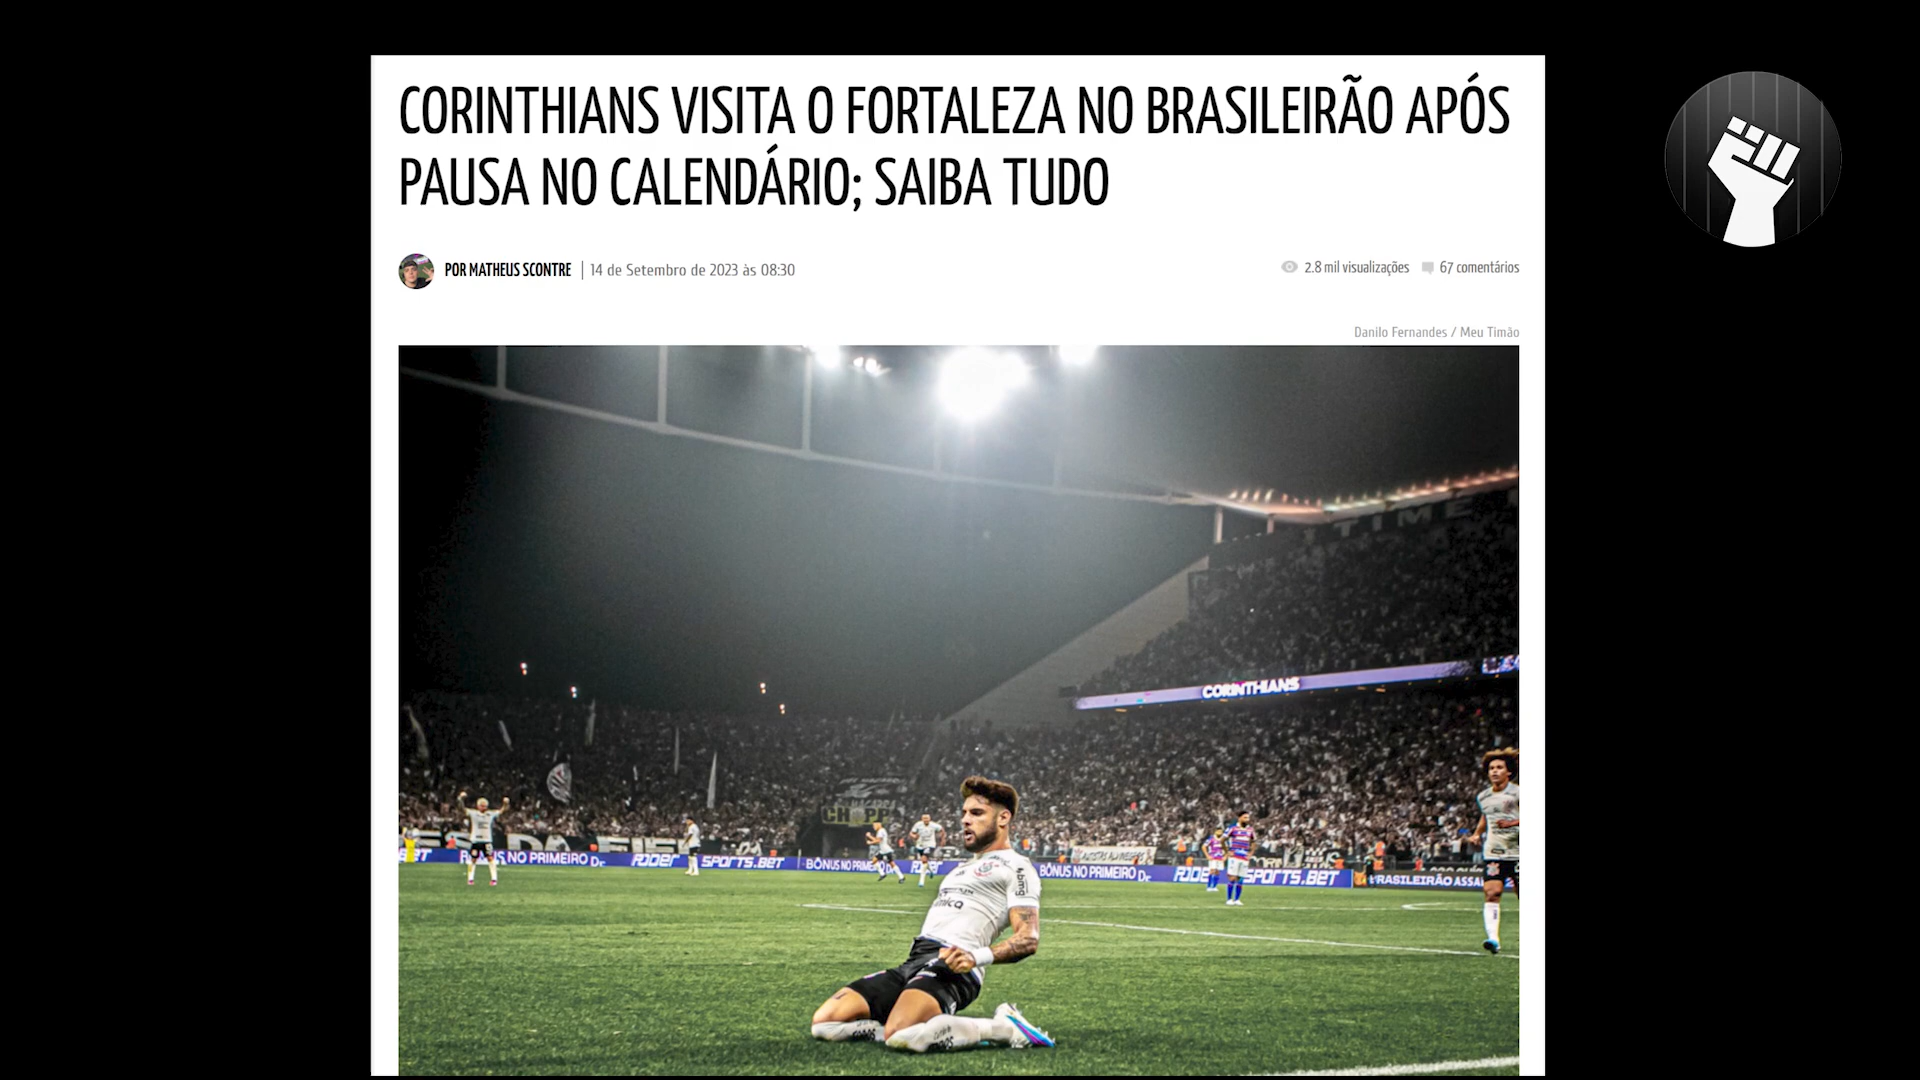 CORINTHIANS VISITA O FORTALEZA NO BRASILEIRÃO APÓS
PAUSA NO CALENDÁRIO; SAIBA TUDO
POR MATHEUS SCONTRE | 14 de Setembro de 2023 às 08:30
2.8 mil visualizações 67 comentários
Danilo Fernandes / Meu Timão
TIME
CORINTHIANS
BÔNUS NO PRIMEIRO
SPORTS.BET
BÔNUS NO PRIMEIRO
SPORTS.BET